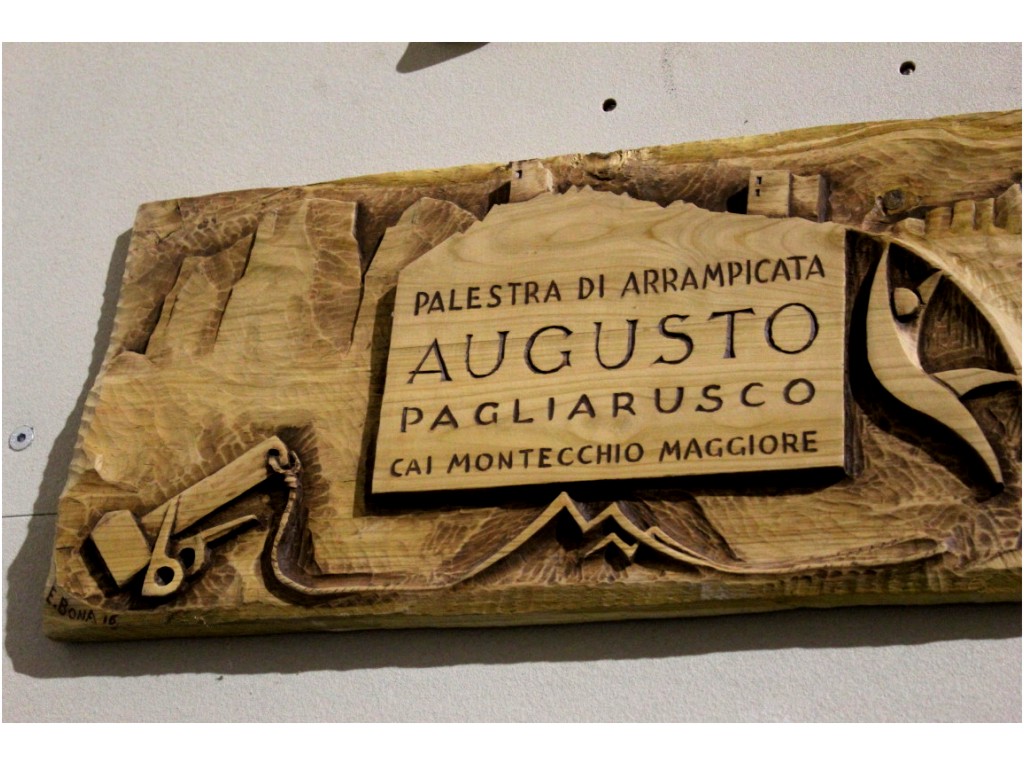 PALESTRA DI ARRAMPICATA
AUGUSTO
PAGLIARUSCO
CAI MONTECCHIO MAGGIORE
E. BONA 16